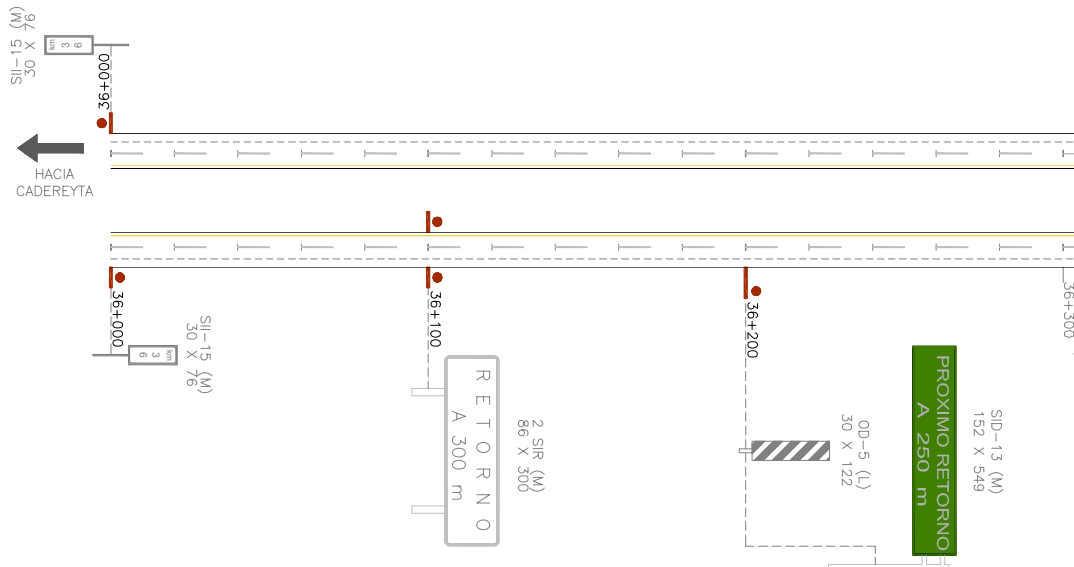 SII-15 (M)
30 X 76
km
3 6
36+000
HACIA
CADEREYTA
36+000
km
3 6
SII-15 (M)
30 X 76
36+100
RETORNO
A 300 m
2 SIR (M)
86 X 300
36+200
OD-5 (L)
30 X 122
PROXIMO RETORNO
A 250 m
SID-13 (M)
152 X 549
36+300